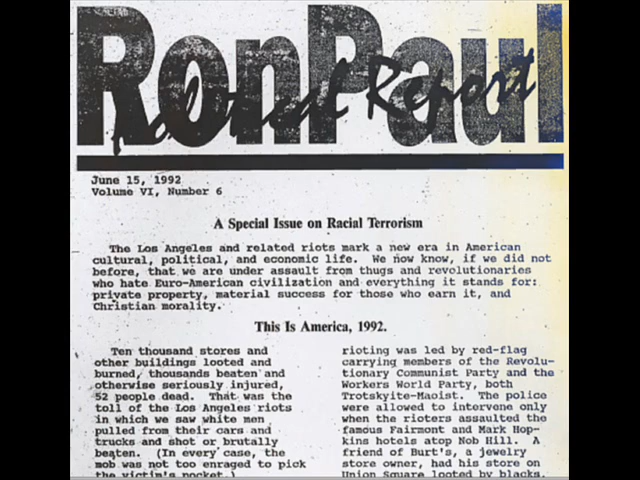 Ron Paul
Political Report
June 15, 1992
Volume VI, Number 6
A Special Issue on Racial Terrorism
The Los Angeles and related riots mark a new era in American
cultural, political, and economic life. We now know, if we did not
before, that we are under assault from thugs and revolutionaries
who hate Euro-American civilization and everything it stands for:
private property, material success for those who earn it, and
Christian morality.
This Is America, 1992.
Ten thousand stores and
other buildings looted and
burned, thousands beaten and
otherwise seriously injured,
52 people dead. That was the
toll of the Los Angeles riots
in which we saw white men
pulled from their cars and
trucks and shot or brutally
beaten. (In every case, the
mob was not too enraged to pick
the victim's pocket.)
rioting was led by red-flag
carrying members of the Revolu-
tionary Communist Party and the
Workers World Party, both
Trotskyite-Maoist. The police
were allowed to intervene only
when the rioters assaulted the
famous Fairmont and Mark Hop-
kins hotels atop Nob Hill. A
friend of Burt's, a jewelry
store owner, had his store on
Union Square looted by blacks,